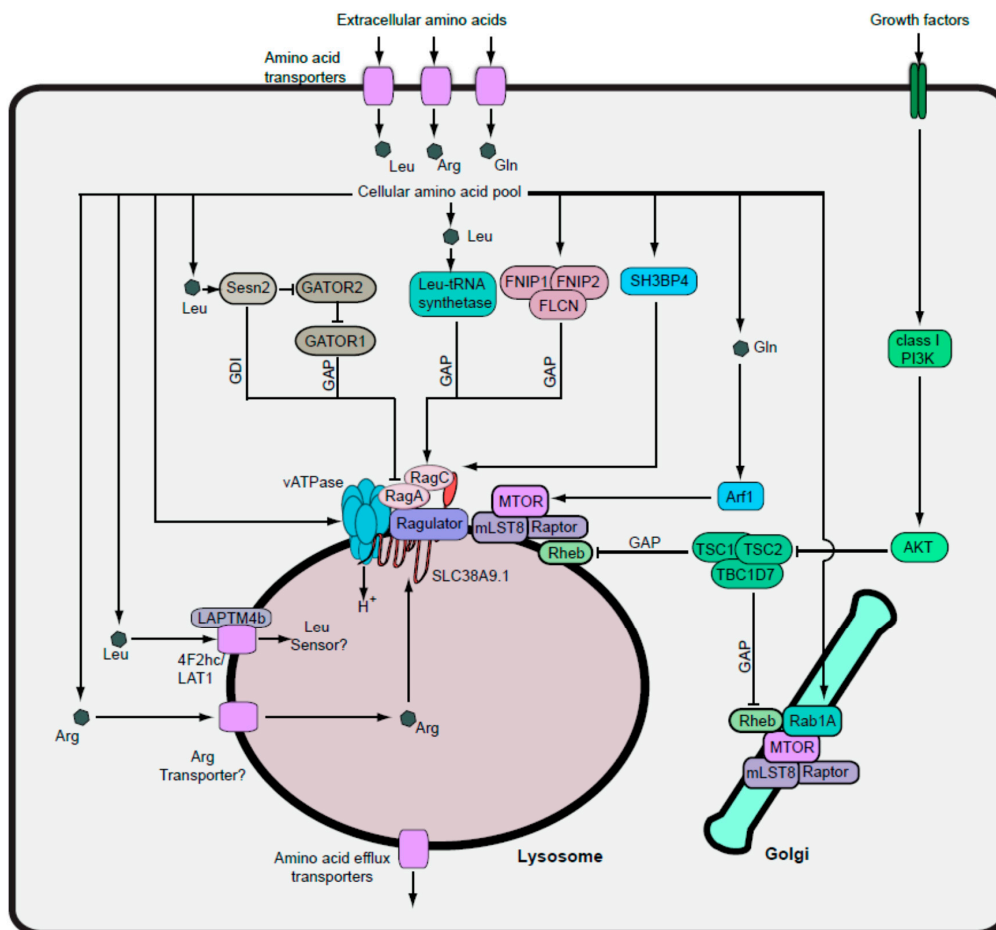 Extracellular amino acids
Growth factors
Amino acid
transporters
Leu
Arg
Gln
Cellular amino acid pool
Leu
Leu
Sesn2
GATOR2
GATOR1
GDI
GAP
Leu-tRNA
synthetase
GAP
FNIP1
FNIP2
FLCN
GAP
SH3BP4
Gln
class I
PI3K
vATPase
RagC
RagA
Ragulator
MTOR
mLST8
Raptor
Rheb
Arf1
GAP
TSC1
TSC2
TBC1D7
AKT
SLC38A9.1
H+
LAPTM4b
Leu
4F2hc/
LAT1
Leu
Sensor?
GAP
Arg
Arg
Arg
Transporter?
Rheb
Rab1A
MTOR
mLST8
Raptor
Amino acid efflux
transporters
Lysosome
Golgi